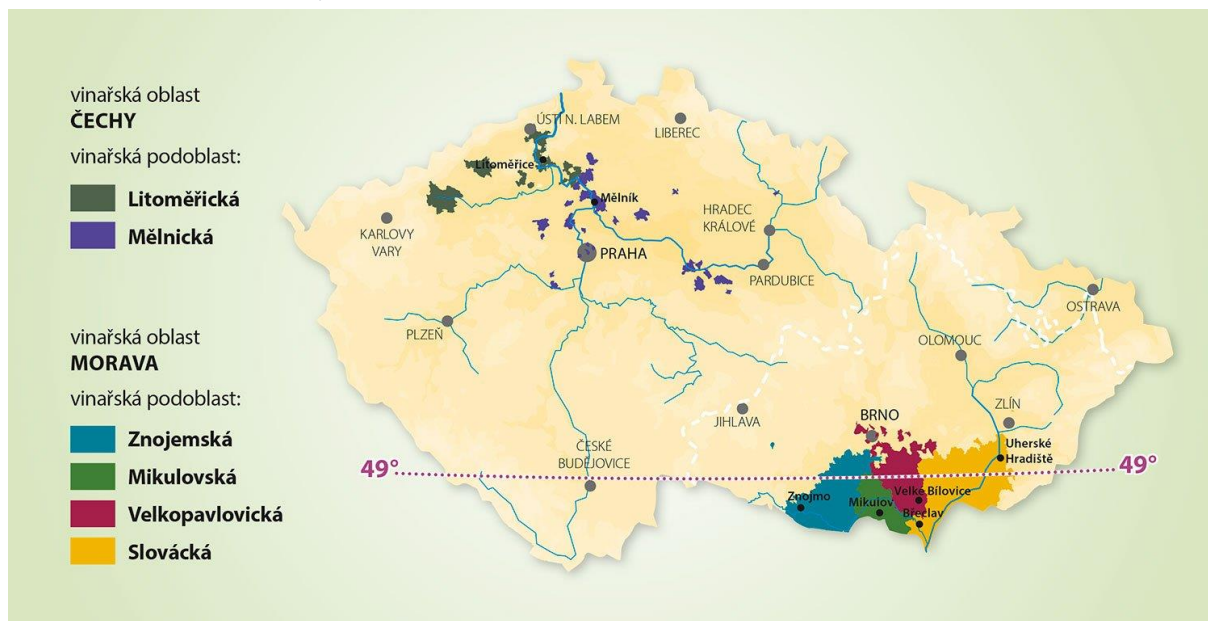 vinařská oblast
ČECHY
vinařská podoblast:
Litoměřická
Mělnická
vinařská oblast
MORAVA
vinařská podoblast:
Znojemská
Mikulovská
Velkopavlovická
Slovácká
ÚSTÍ N. LABEM
LIBEREC
Litoměřice
Mělník
KARLOVY
VARY
HRADEC
KRÁLOVÉ
PRAHA
PARDUBICE
OSTRAVA
PLZEŇ
OLOMOUC
JIHLAVA
BRNO
ZLÍN
Uherské
Hradiště
ČESKÉ
BUDĚJOVICE
49°
49°
Znojmo
Mikulov
Velké Bílovice
Břeclav